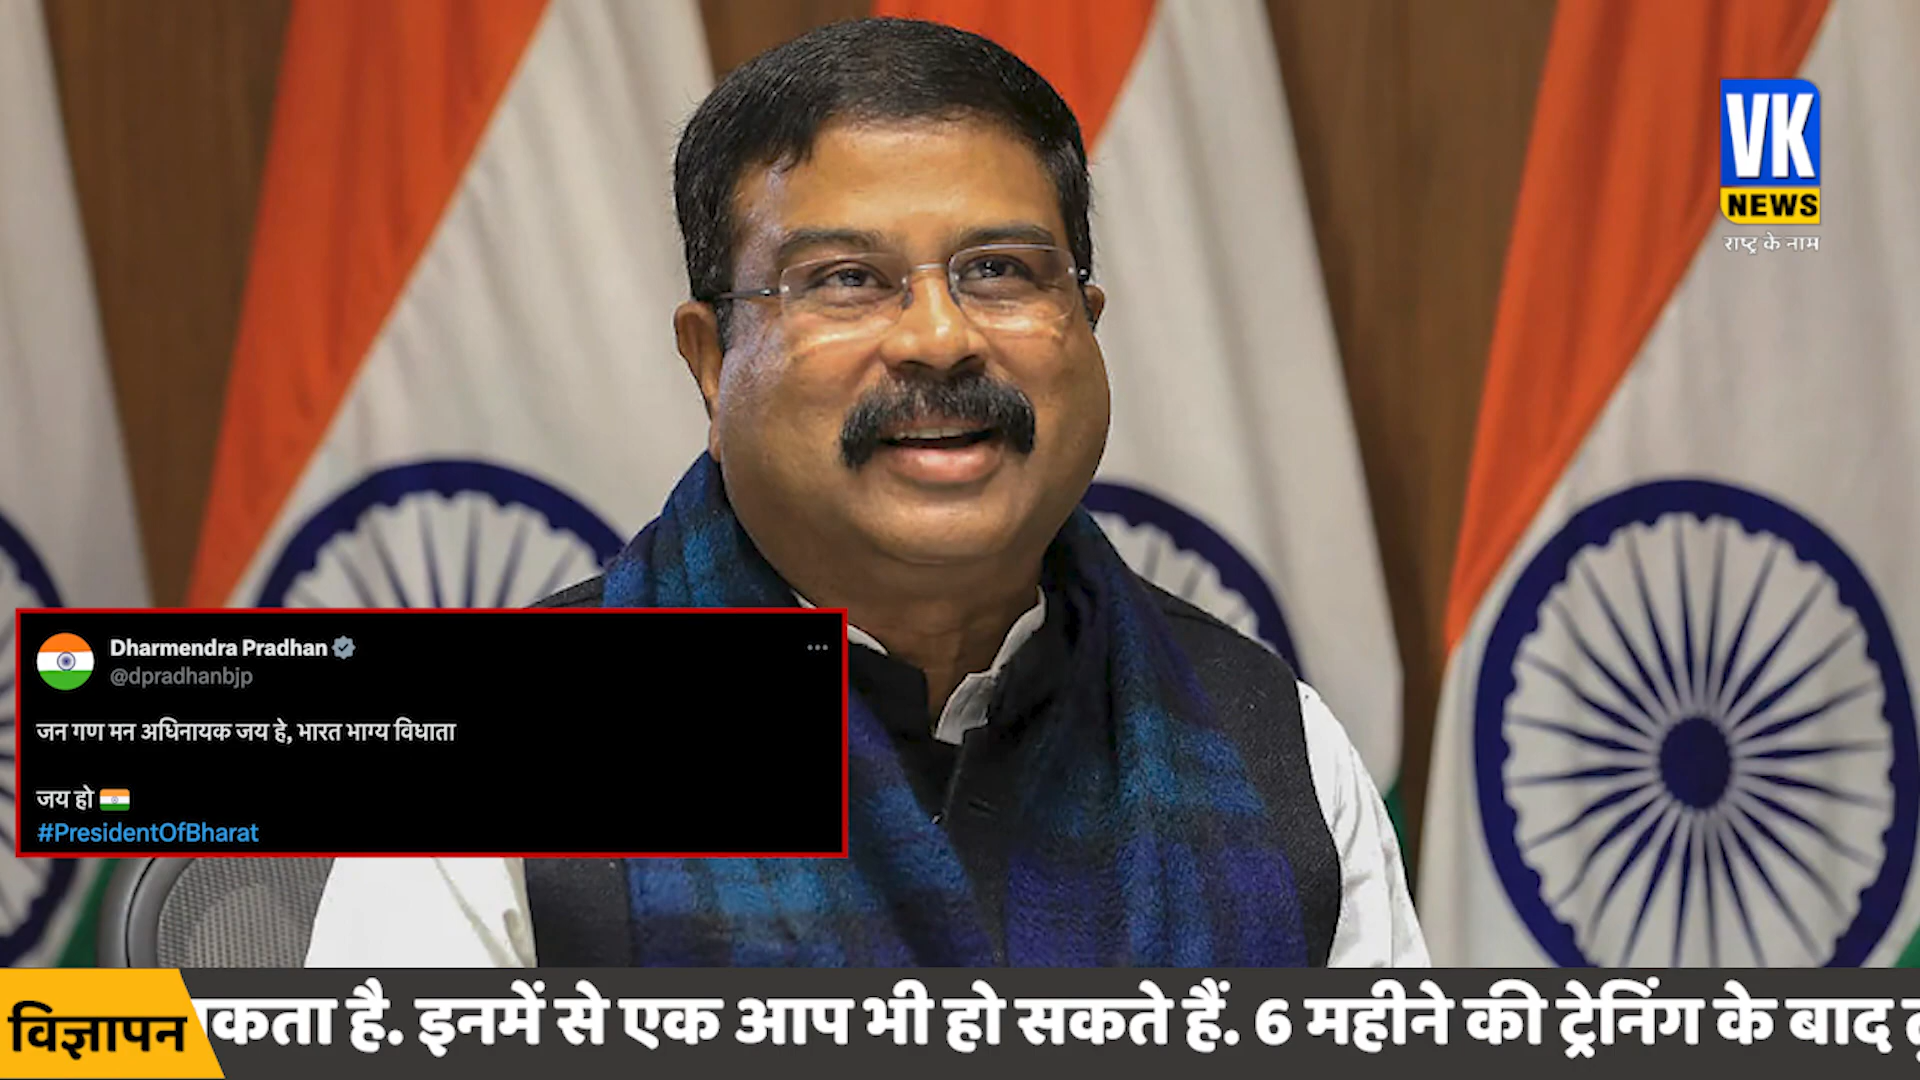 VK
NEWS
राष्ट्र के नाम
Dharmendra Pradhan
@dpradhanbjp
जन गण मन अधिनायक जय हे, भारत भाग्य विधाता
जय हो 🇮🇳
#PresidentOfBharat
विज्ञापन
है. इनमें से एक आप भी हो सकते हैं. 6 महीने की ट्रेनिंग के बाद